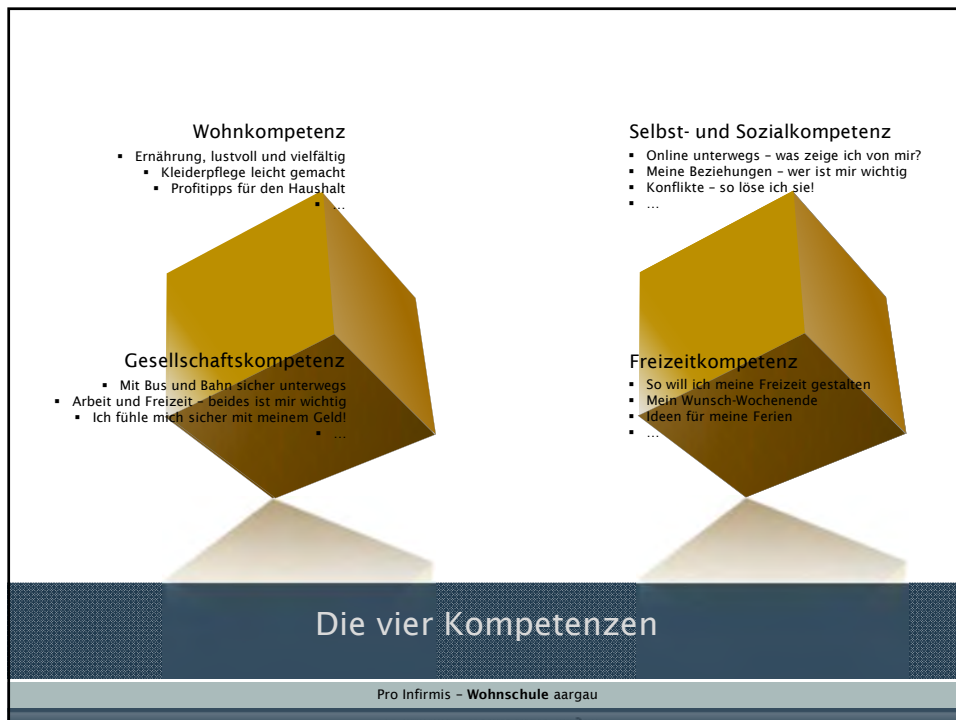 Wohnkompetenz
▪ Ernährung, lustvoll und vielfältig
▪ Kleiderpflege leicht gemacht
▪ Profitipps für den Haushalt
▪ ...
Selbst- und Sozialkompetenz
▪ Online unterwegs – was zeige ich von mir?
▪ Meine Beziehungen – wer ist mir wichtig
▪ Konflikte – so löse ich sie!
▪ ...
Gesellschaftskompetenz
▪ Mit Bus und Bahn sicher unterwegs
▪ Arbeit und Freizeit – beides ist mir wichtig
▪ Ich fühle mich sicher mit meinem Geld!
▪ ...
Freizeitkompetenz
▪ So will ich meine Freizeit gestalten
▪ Mein Wunsch-Wochenende
▪ Ideen für meine Ferien
▪ ...
Die vier Kompetenzen
Pro Infirmis – Wohnschule aargau